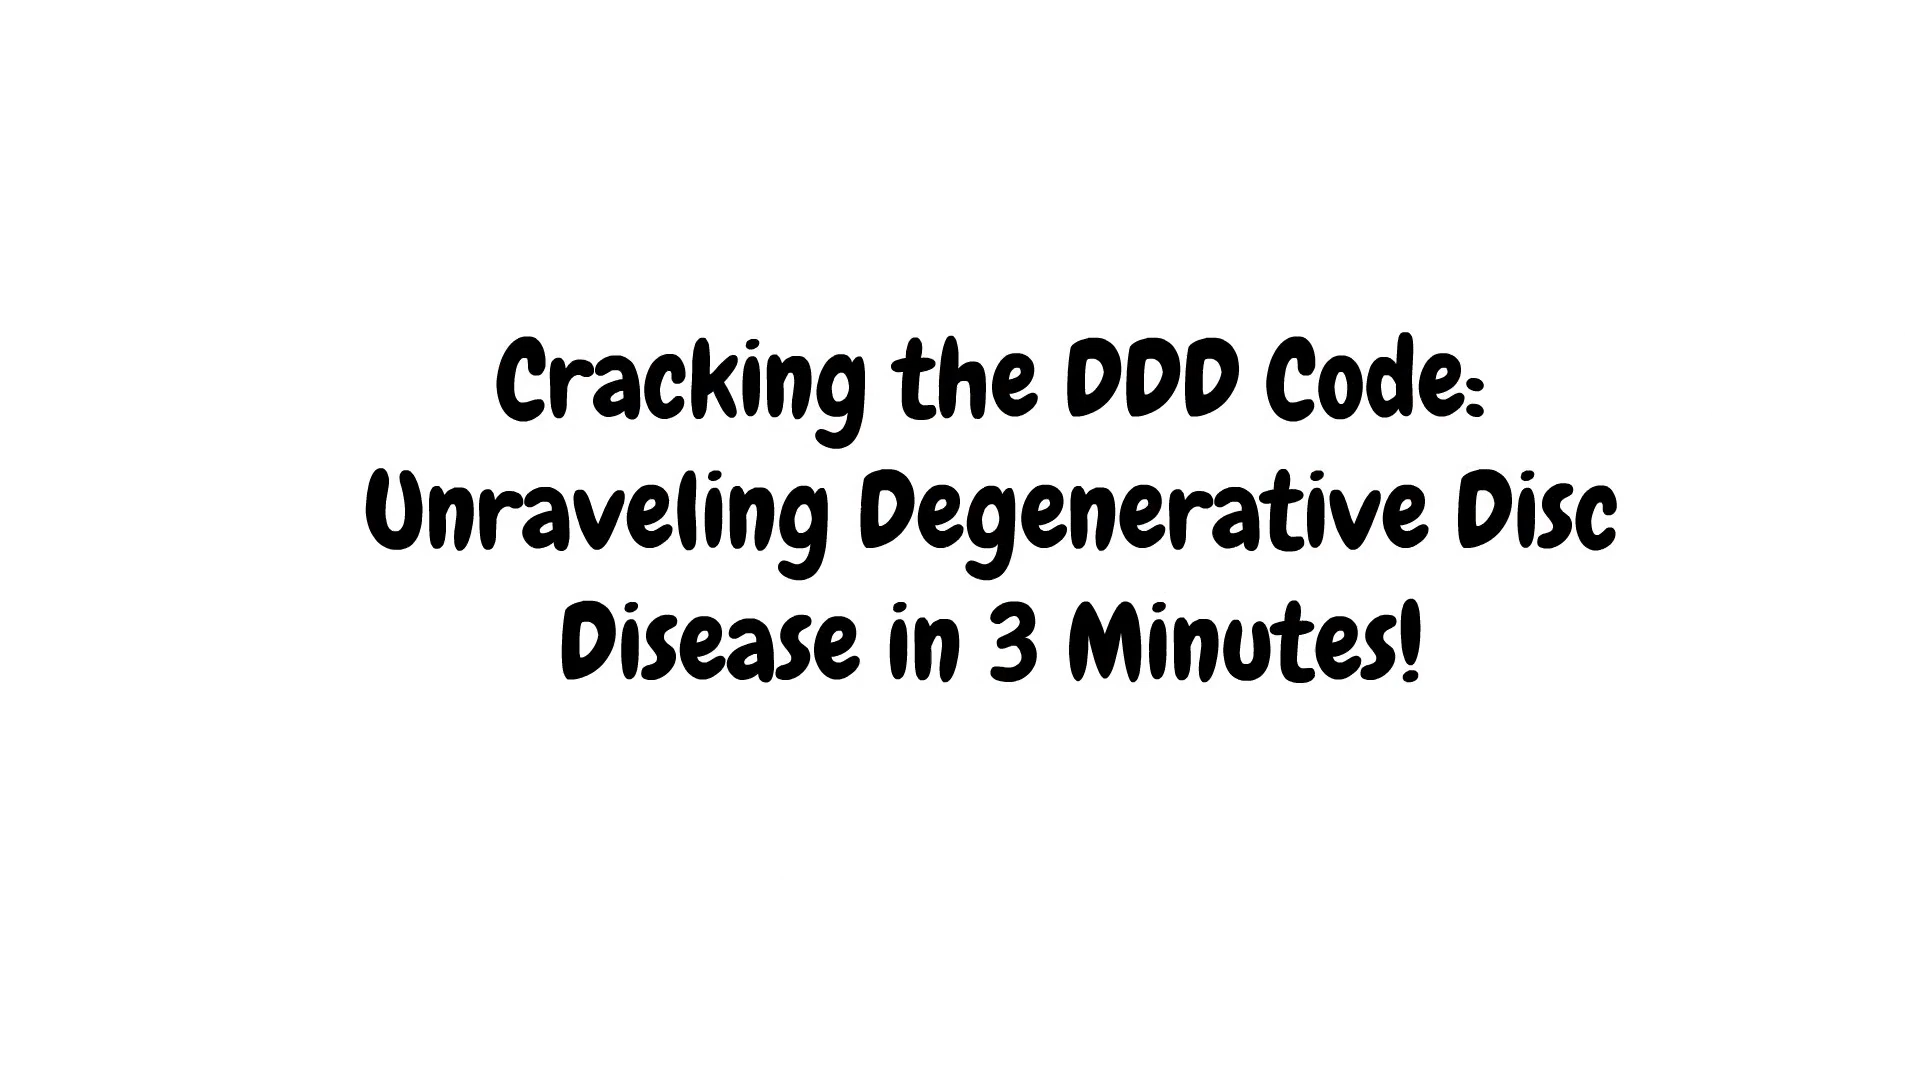 Cracking the DDD Code:
Unraveling Degenerative Disc
Disease in 3 Minutes!